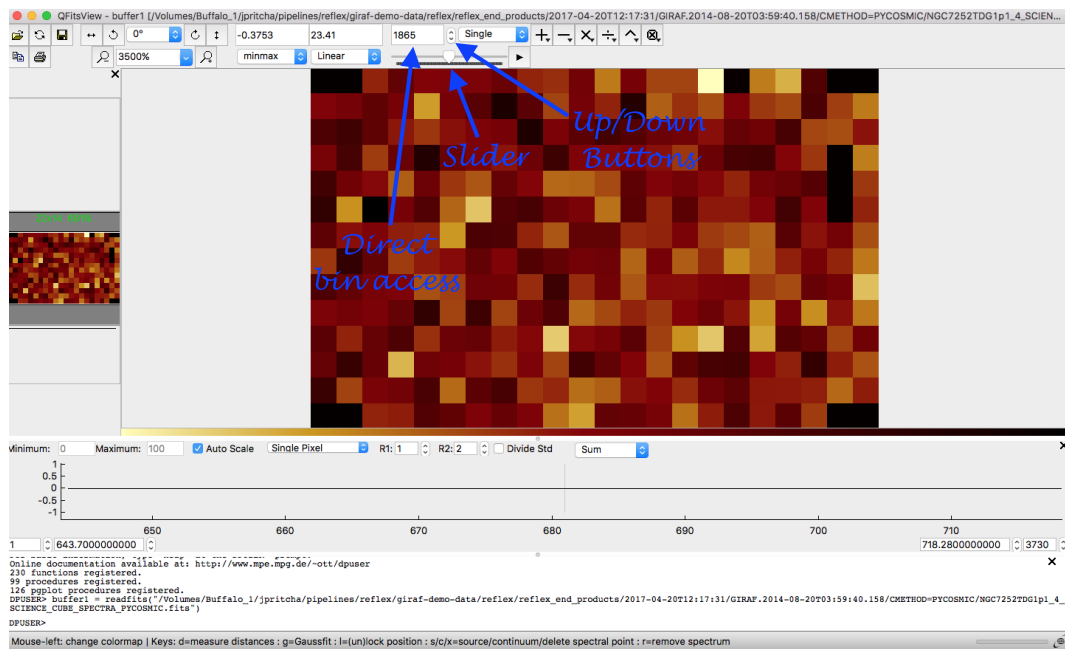 QFitsView - buffer1 [/Volumes/Buffalo_1/jpritcha/pipelines/reflex/giraf-demo-data/reflex/reflex_end_products/2017-04-20T12:17:31/GIRAF.2014-08-20T03:59:40.158/CMETHOD=PYCOSMIC/NGC7252TDG1p1_4_SCIEN...
0° -0.3753 23.41 1865 Single
3500% minmax Linear
Up/Down
Buttons
Slider
Direct
bin access
Minimum: 0 Maximum: 100 Auto Scale Single Pixel R1: 1 R2: 2 Divide Std Sum
1
0.5
0
-0.5
-1
650 660 670 680 690 700 710
1 643.7000000000 718.2800000000 3730
Online documentation available at: http://www.mpe.mpg.de/~ott/dpuser
230 functions registered.
99 procedures registered.
126 pgplot procedures registered.
DPUSER> buffer1 = readfits("/Volumes/Buffalo_1/jpritcha/pipelines/reflex/giraf-demo-data/reflex/reflex_end_products/2017-04-20T12:17:31/GIRAF.2014-08-20T03:59:40.158/CMETHOD=PYCOSMIC/NGC7252TDG1p1_4_
SCIENCE_CUBE_SPECTRA_PYCOSMIC.fits")
DPUSER>
Mouse-left: change colormap | Keys: d=measure distances : g=Gaussfit : l=(un)lock position : s/c/x=source/continuum/delete spectral point : r=remove spectrum